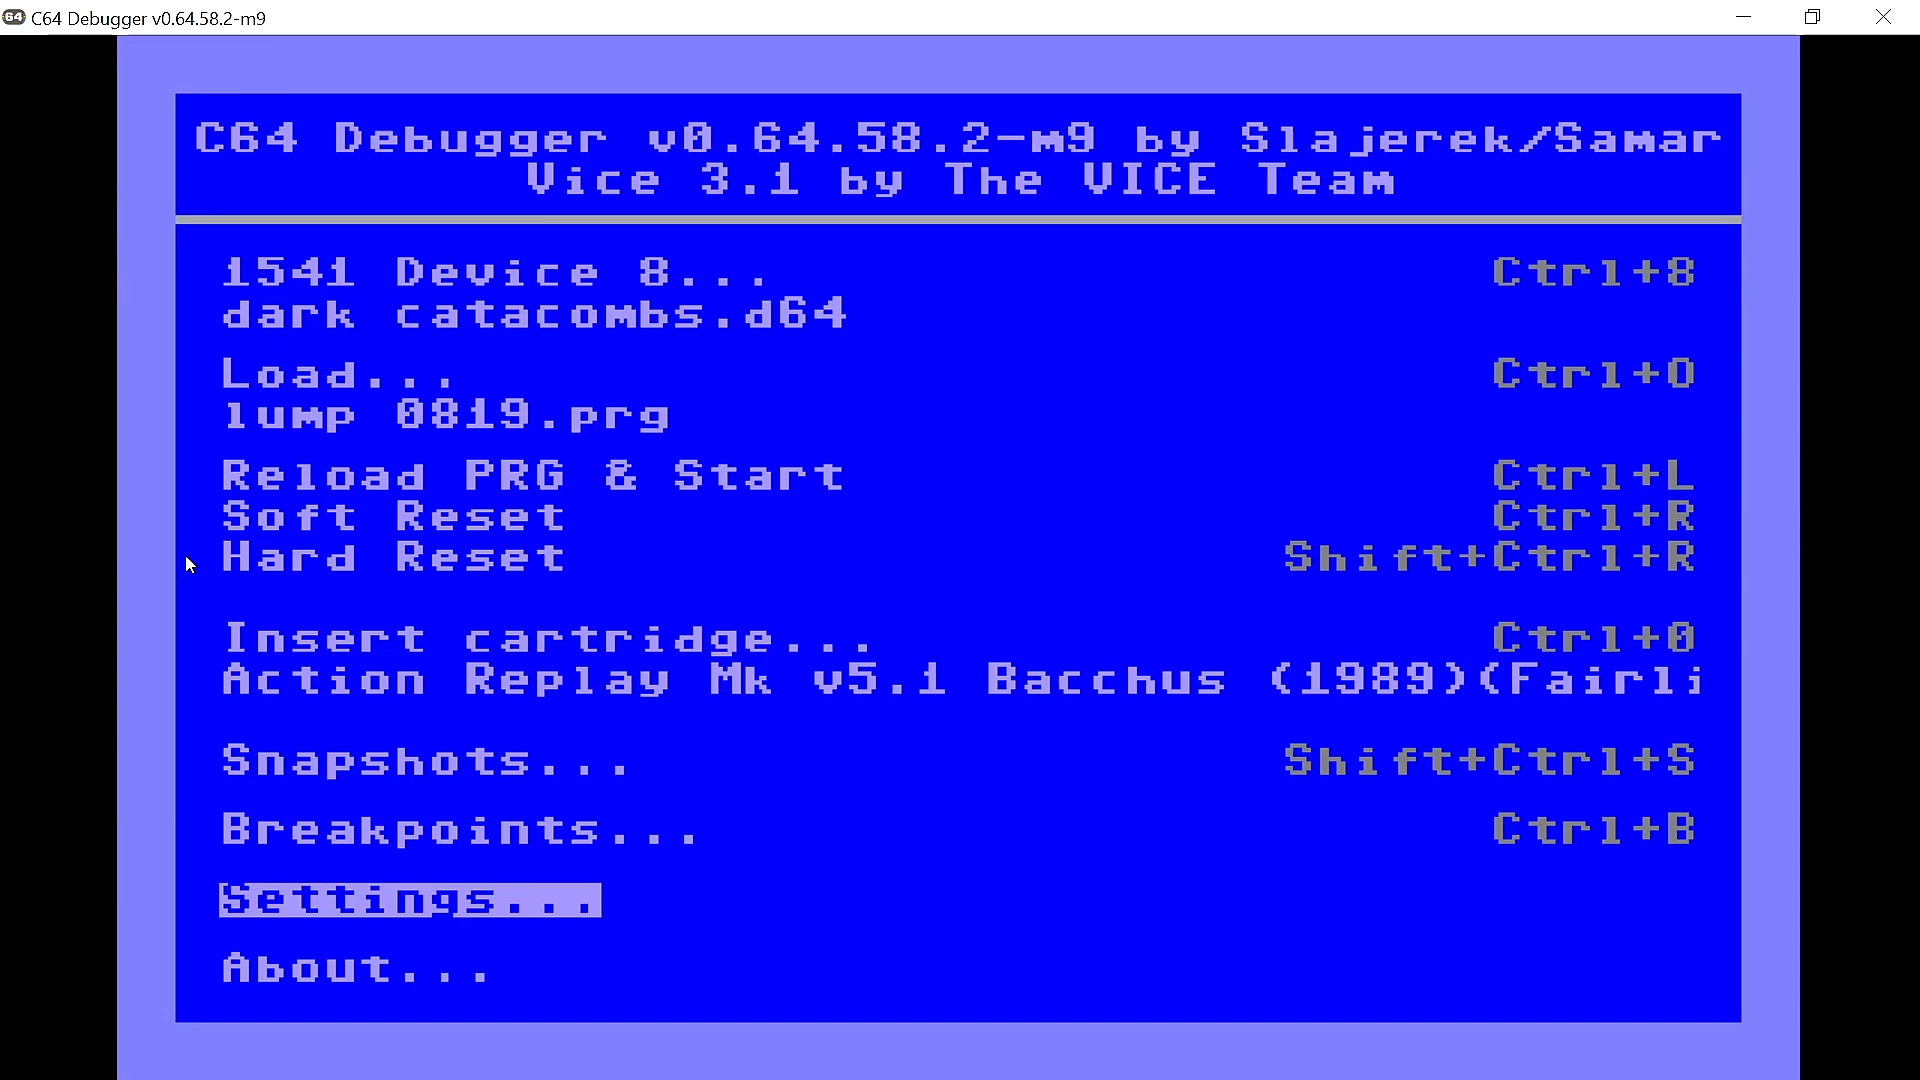 64 C64 Debugger v0.64.58.2-m9
C64 Debugger v0.64.58.2-m9 by Slajerek/Samar
Vice 3.1 by The VICE Team
1541 Device 8... Ctrl+8
dark catacombs.d64
Load... Ctrl+O
lump 0819.prg
Reload PRG & Start Ctrl+L
Soft Reset Ctrl+R
Hard Reset Shift+Ctrl+R
Insert cartridge... Ctrl+0
Action Replay Mk v5.1 Bacchus (1989)(Fairli
Snapshots... Shift+Ctrl+S
Breakpoints... Ctrl+B
Settings...
About...